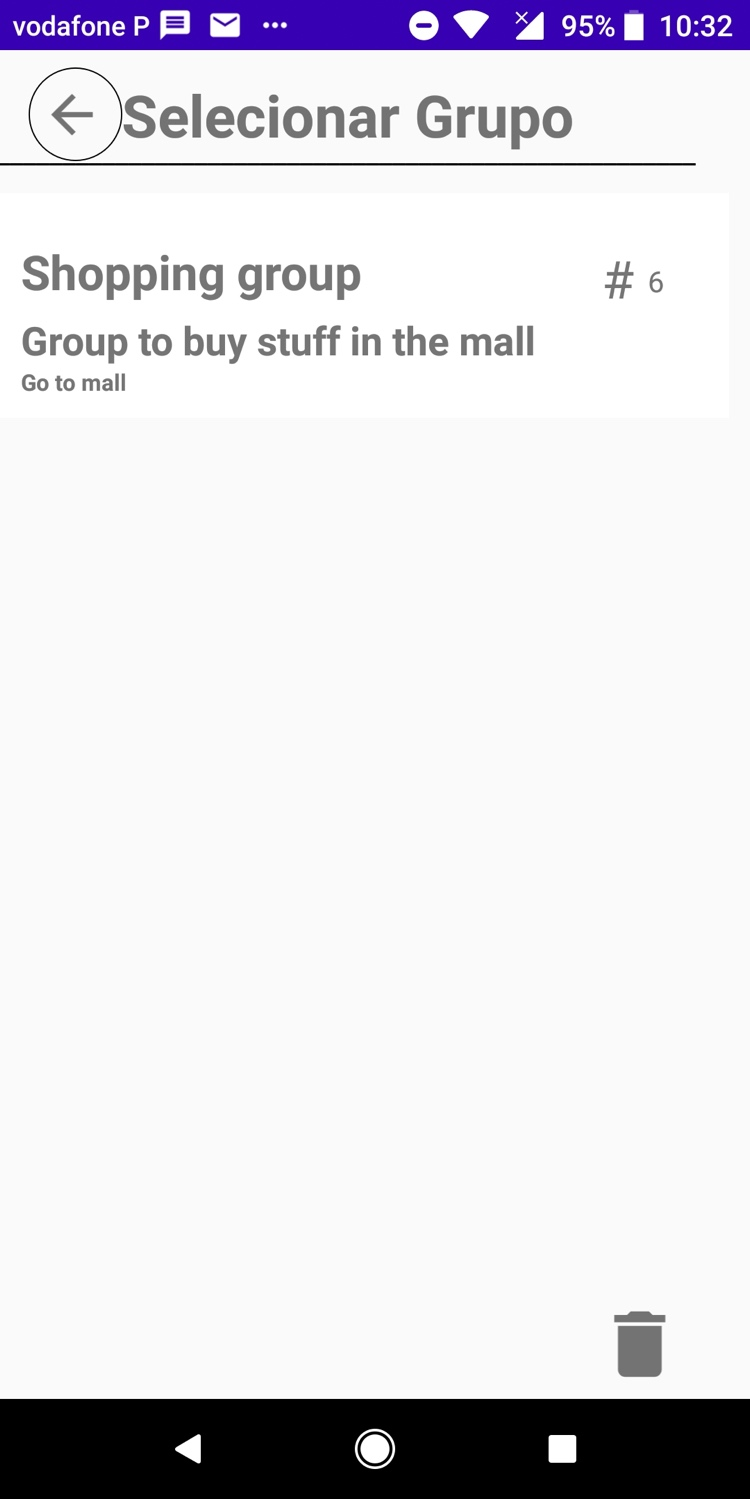 vodafone P 95% 10:32
Selecionar Grupo
Shopping group # 6
Group to buy stuff in the mall
Go to mall